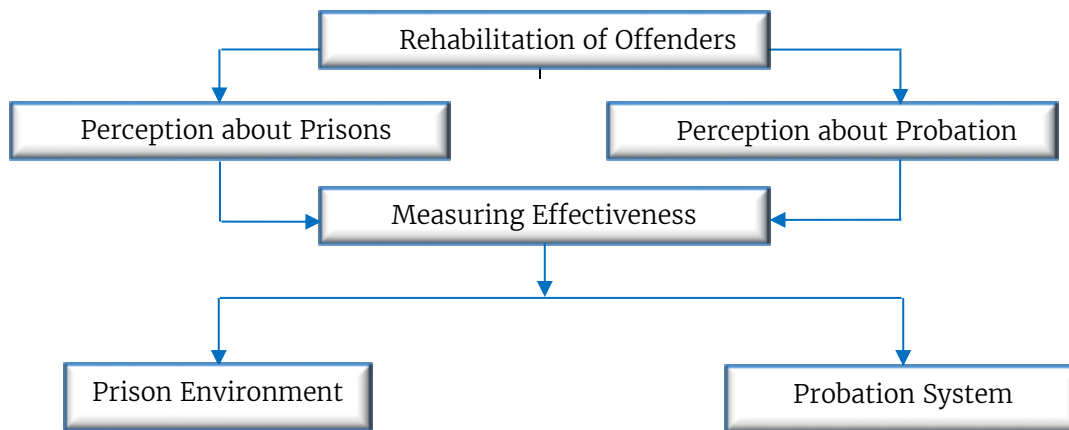 Rehabilitation of Offenders
Perception about Prisons
Perception about Probation
Measuring Effectiveness
Prison Environment
Probation System